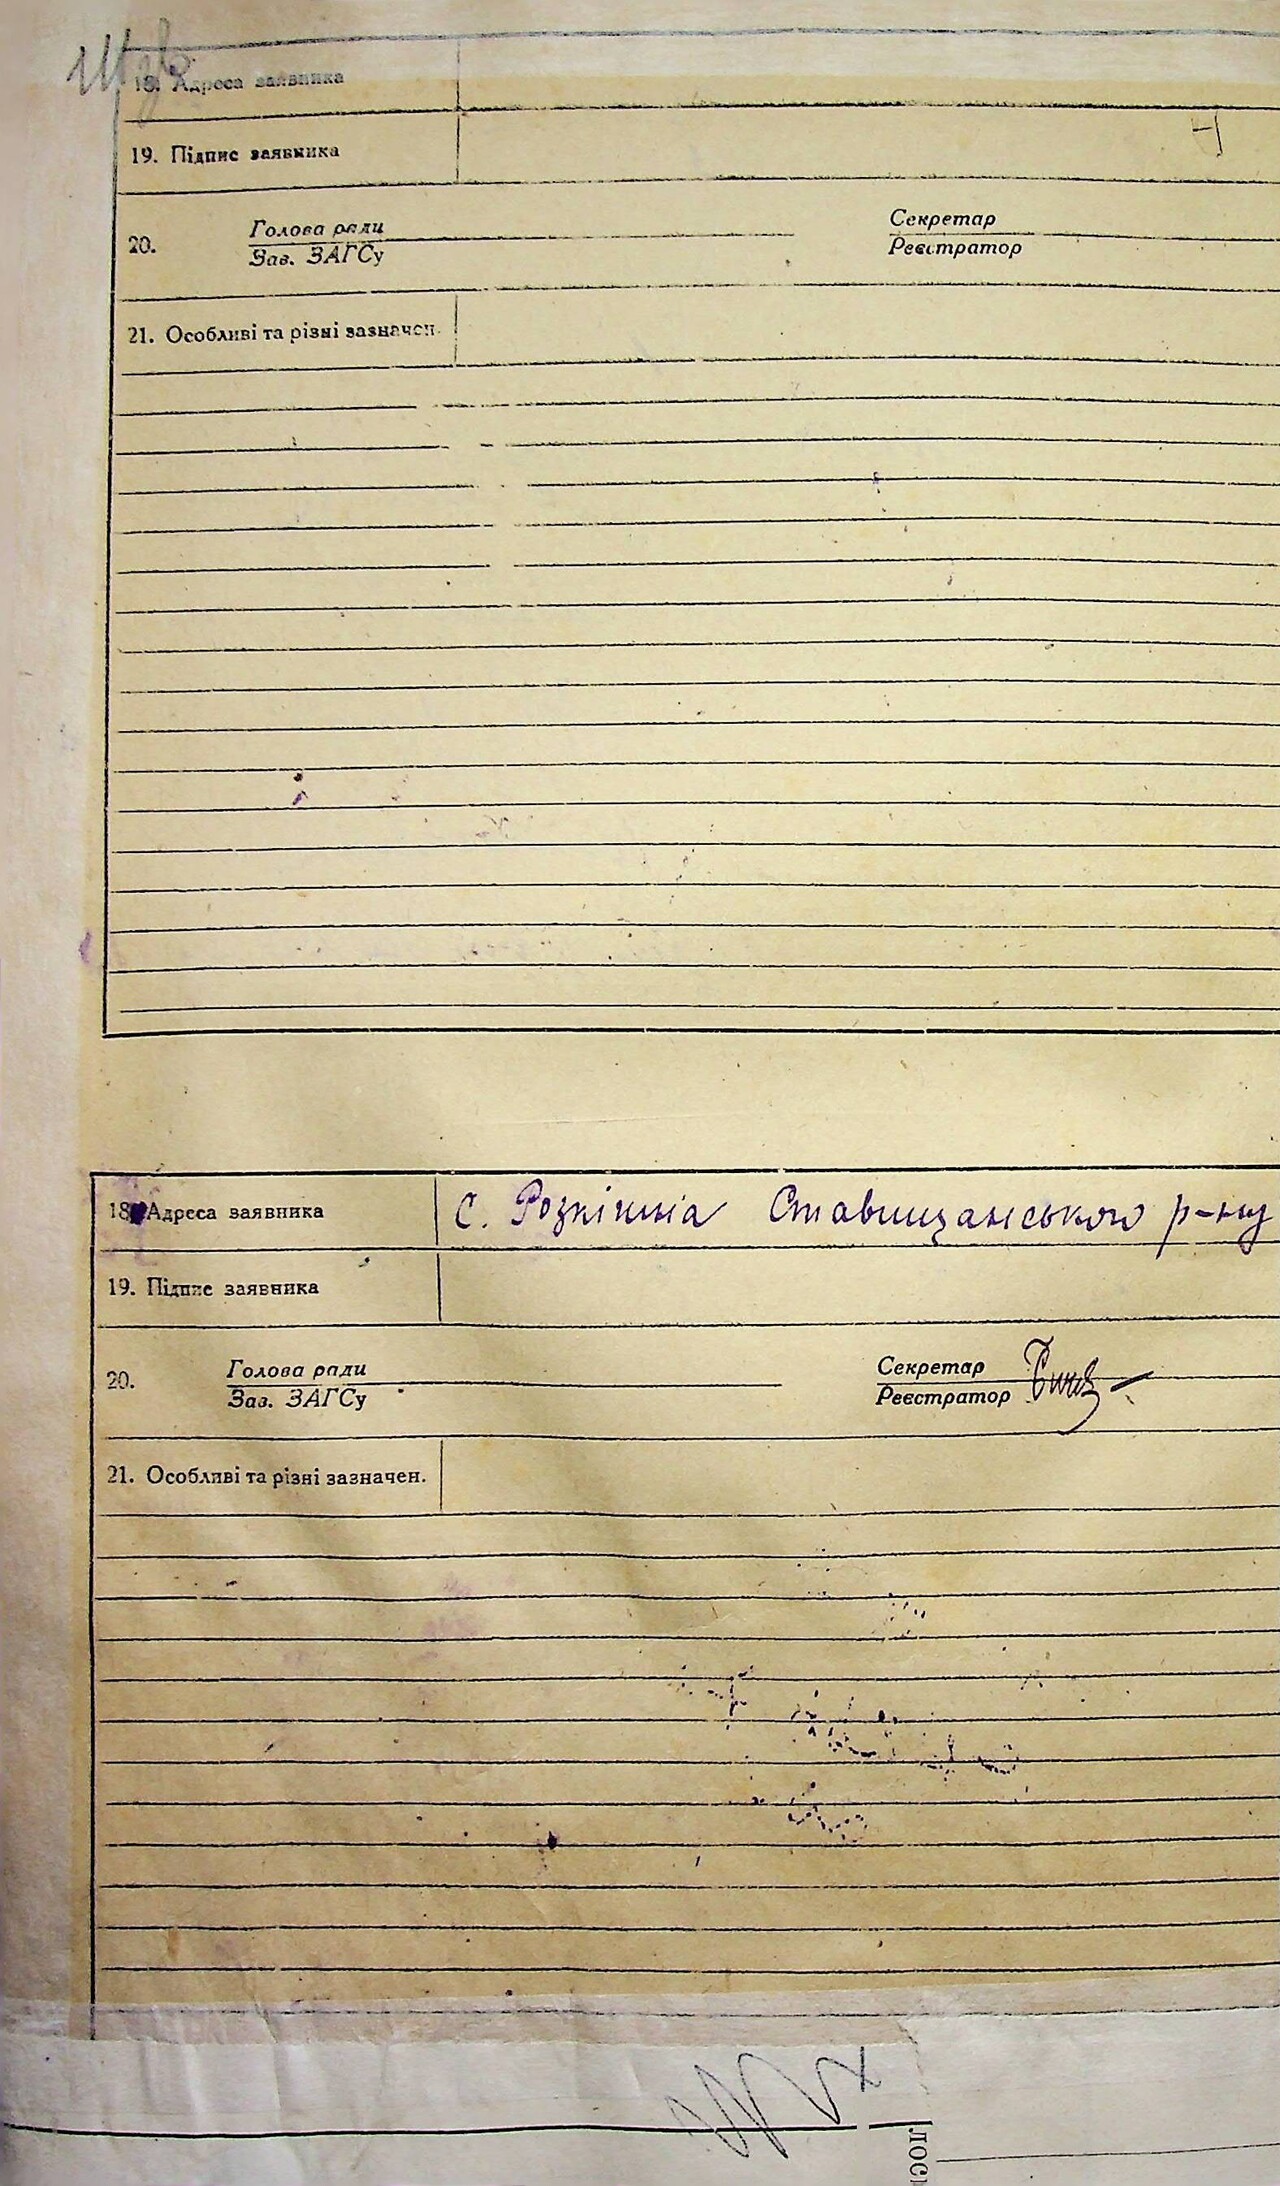 18. Адреса заявника
19. Підпис заявника
20. Голова ради Секретар
Зав. ЗАГСу Реєстратор
21. Особливі та різні зазначен.
18. Адреса заявника с. Розкішна Ставищанського р-ну
19. Підпис заявника
20. Голова ради Секретар
Зав. ЗАГСу Реєстратор
21. Особливі та різні зазначен.